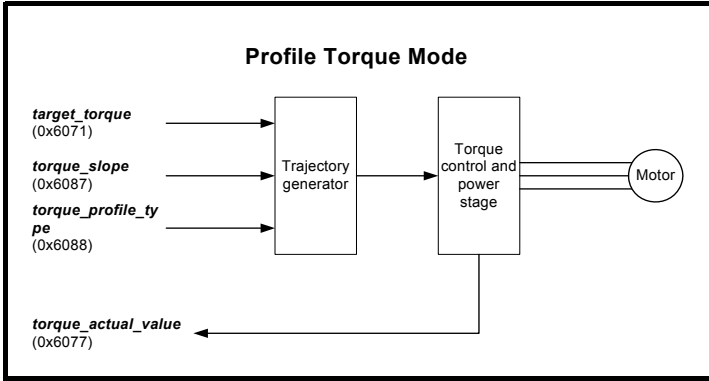 Profile Torque Mode
target_torque
(0x6071)
torque_slope
(0x6087)
torque_profile_ty
pe
(0x6088)
Trajectory
generator
Torque
control and
power
stage
Motor
torque_actual_value
(0x6077)